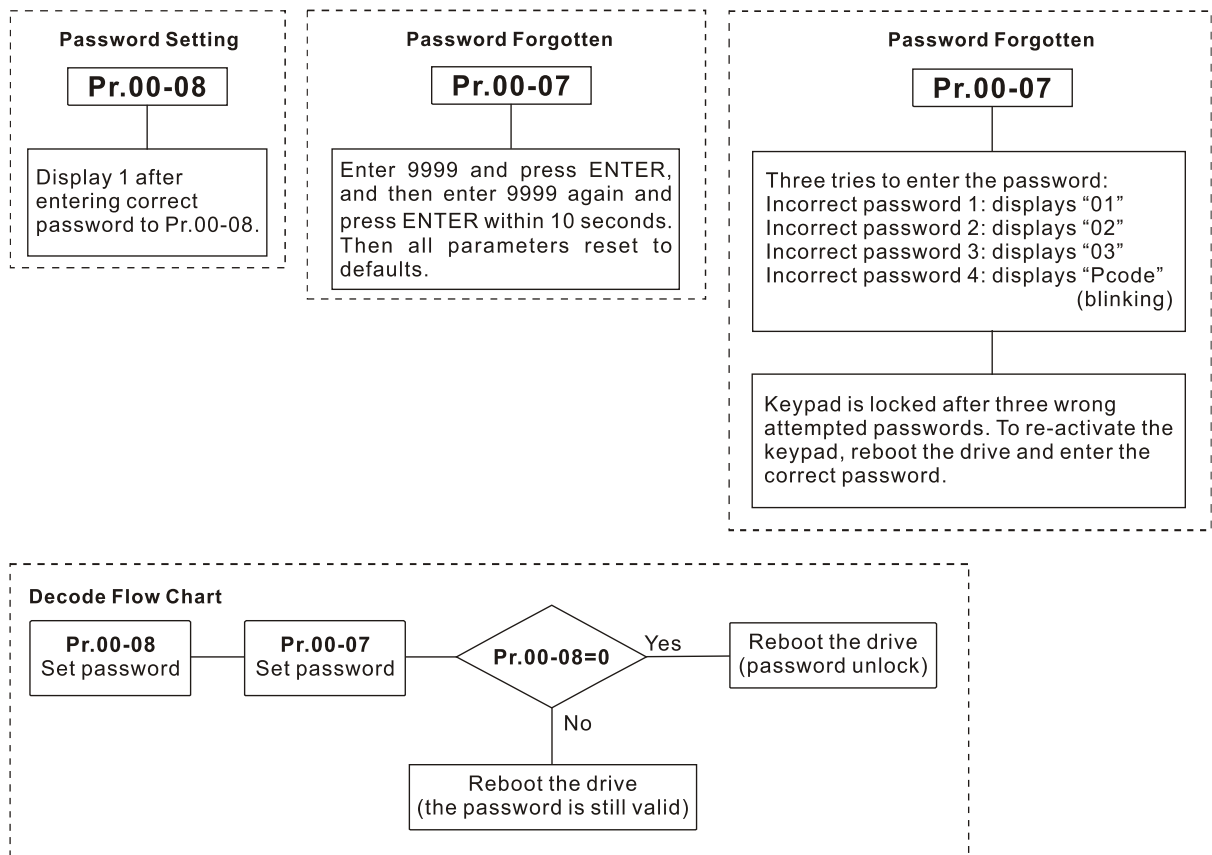 Password Setting
Pr.00-08
Display 1 after
entering correct
password to Pr.00-08.
Password Forgotten
Pr.00-07
Enter 9999 and press ENTER,
and then enter 9999 again and
press ENTER within 10 seconds.
Then all parameters reset to
defaults.
Password Forgotten
Pr.00-07
Three tries to enter the password:
Incorrect password 1: displays “01”
Incorrect password 2: displays “02”
Incorrect password 3: displays “03”
Incorrect password 4: displays “Pcode”
(blinking)
Keypad is locked after three wrong
attempted passwords. To re-activate the
keypad, reboot the drive and enter the
correct password.
Decode Flow Chart
Pr.00-08
Set password
Pr.00-07
Set password
Pr.00-08=0
Yes
Reboot the drive
(password unlock)
No
Reboot the drive
(the password is still valid)